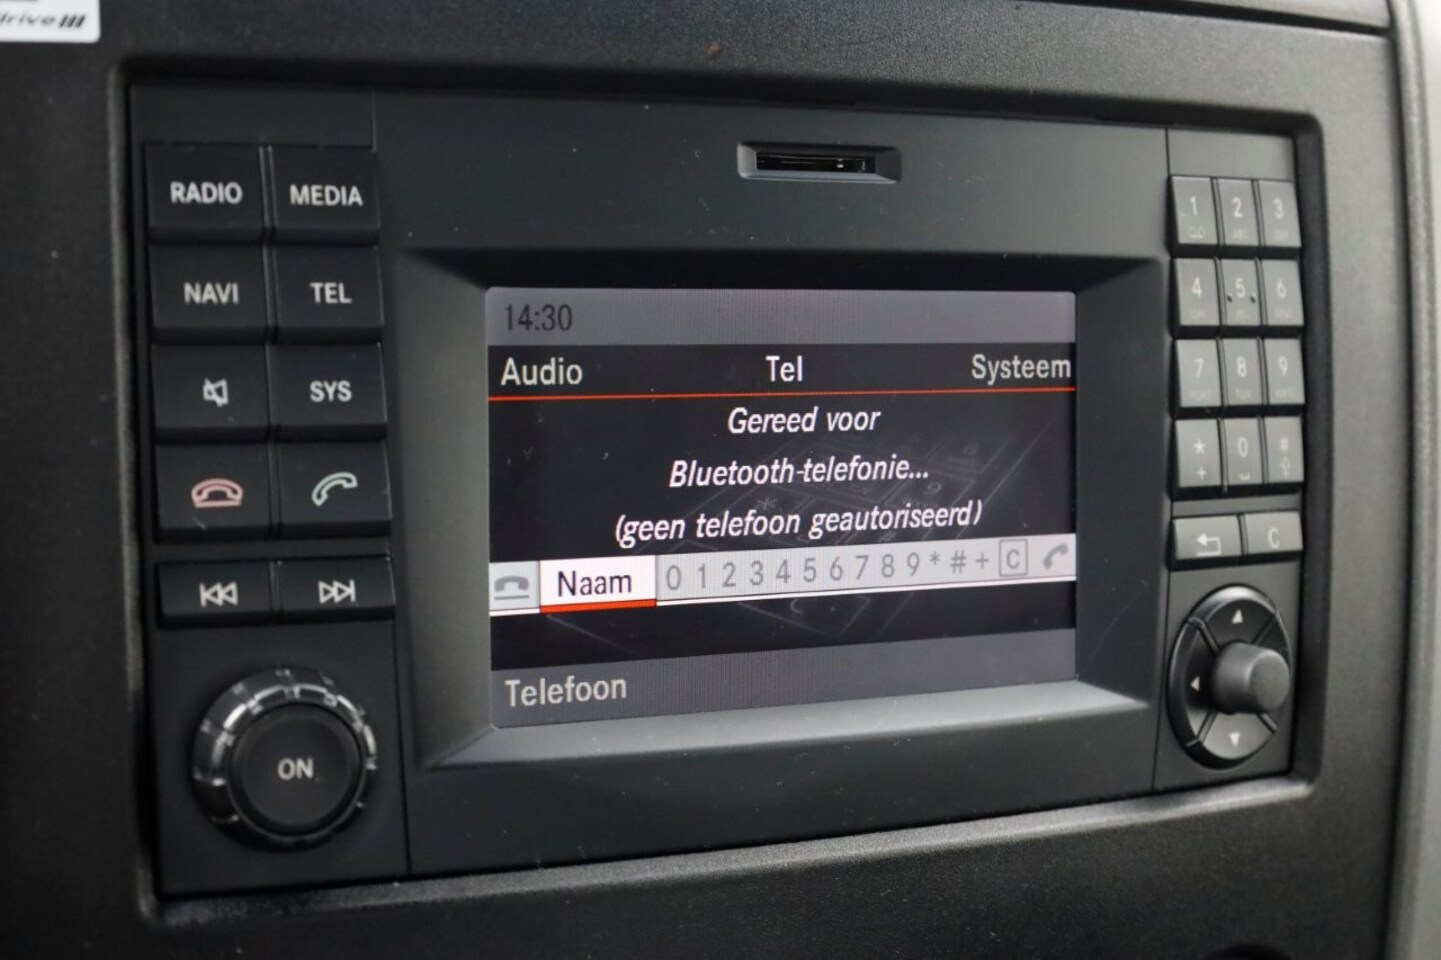 drive
RADIO MEDIA
NAVI TEL
SYS
ON
14:30
Audio Tel Systeem
Gereed voor
Bluetooth-telefonie...
(geen telefoon geautoriseerd)
Naam 0 1 2 3 4 5 6 7 8 9 * # + C
Telefoon
1 2 3
4 5 6
7 8 9
* 0 #
+
C